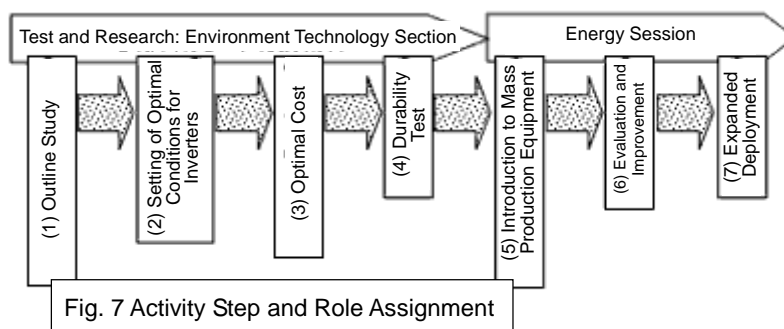 Test and Research: Environment Technology Section
Energy Session
(1) Outline Study
(2) Setting of Optimal
Conditions for
Inverters
(3) Optimal Cost
(4) Durability
Test
(5) Introduction to Mass
Production Equipment
(6) Evaluation and
Improvement
(7) Expanded
Deployment
Fig. 7 Activity Step and Role Assignment